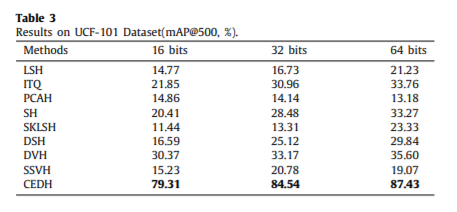 Table 3
Results on UCF-101 Dataset(mAP@500, %).
Methods 16 bits 32 bits 64 bits
LSH 14.77 16.73 21.23
ITQ 21.85 30.96 33.76
PCAH 14.86 14.14 13.18
SH 20.41 28.48 33.27
SKLSH 11.44 13.31 23.33
DSH 16.59 25.12 29.84
DVH 30.37 33.17 35.60
SSVH 15.23 20.78 19.07
CEDH 79.31 84.54 87.43